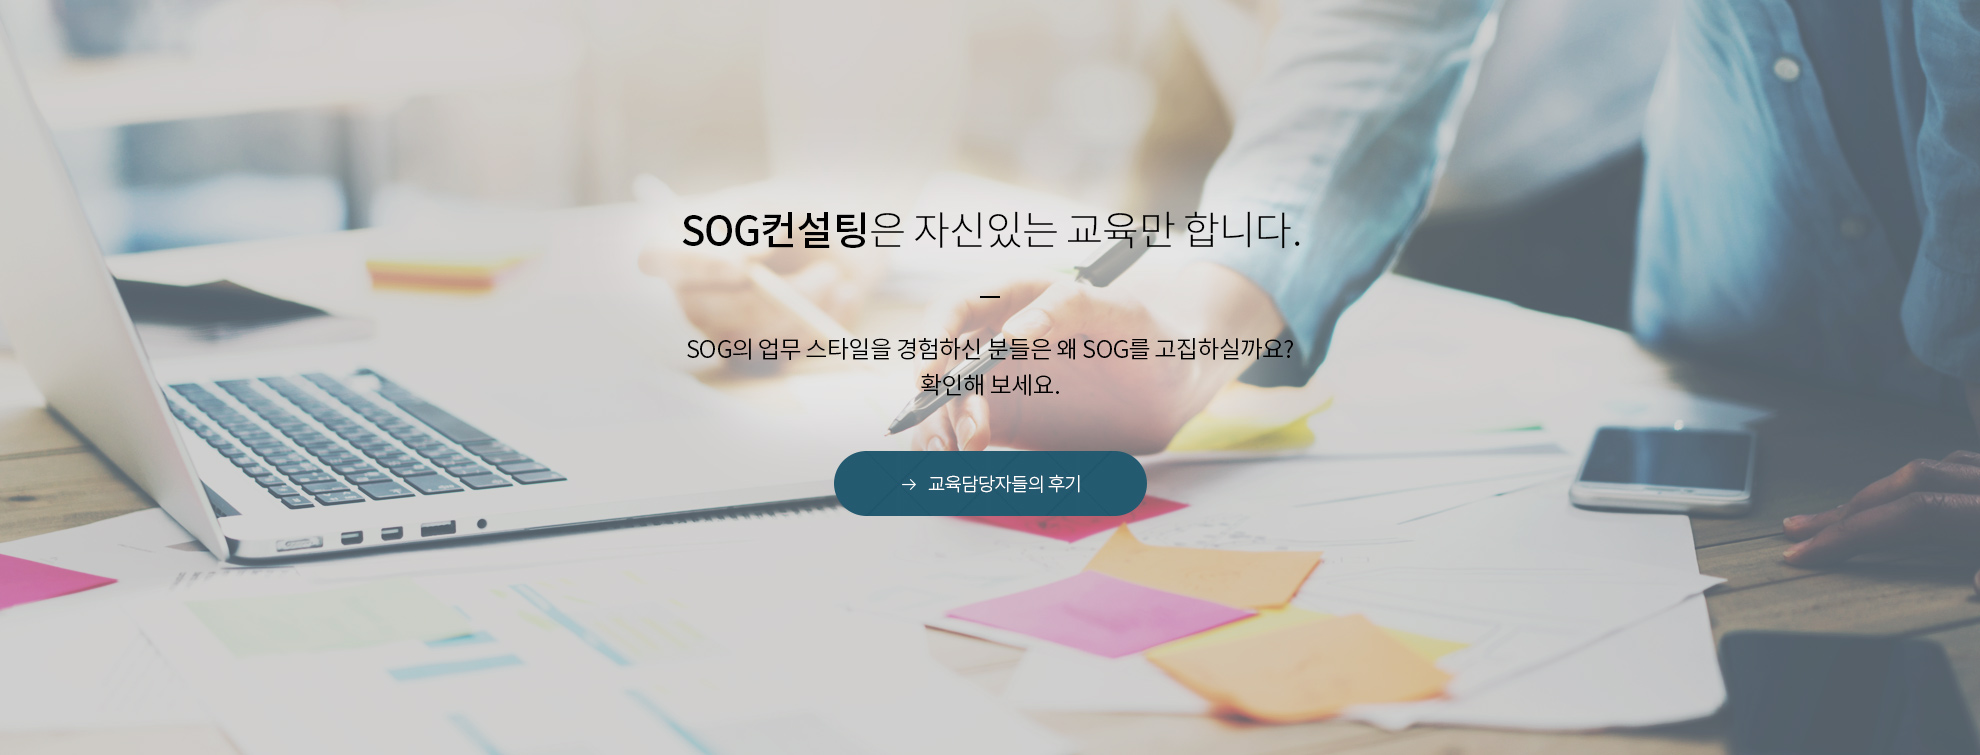 SOG컨설팅은 자신있는 교육만 합니다.
SOG의 업무 스타일을 경험하신 분들은 왜 SOG를 고집하실까요?
확인해 보세요.
→ 교육담당자들의 후기